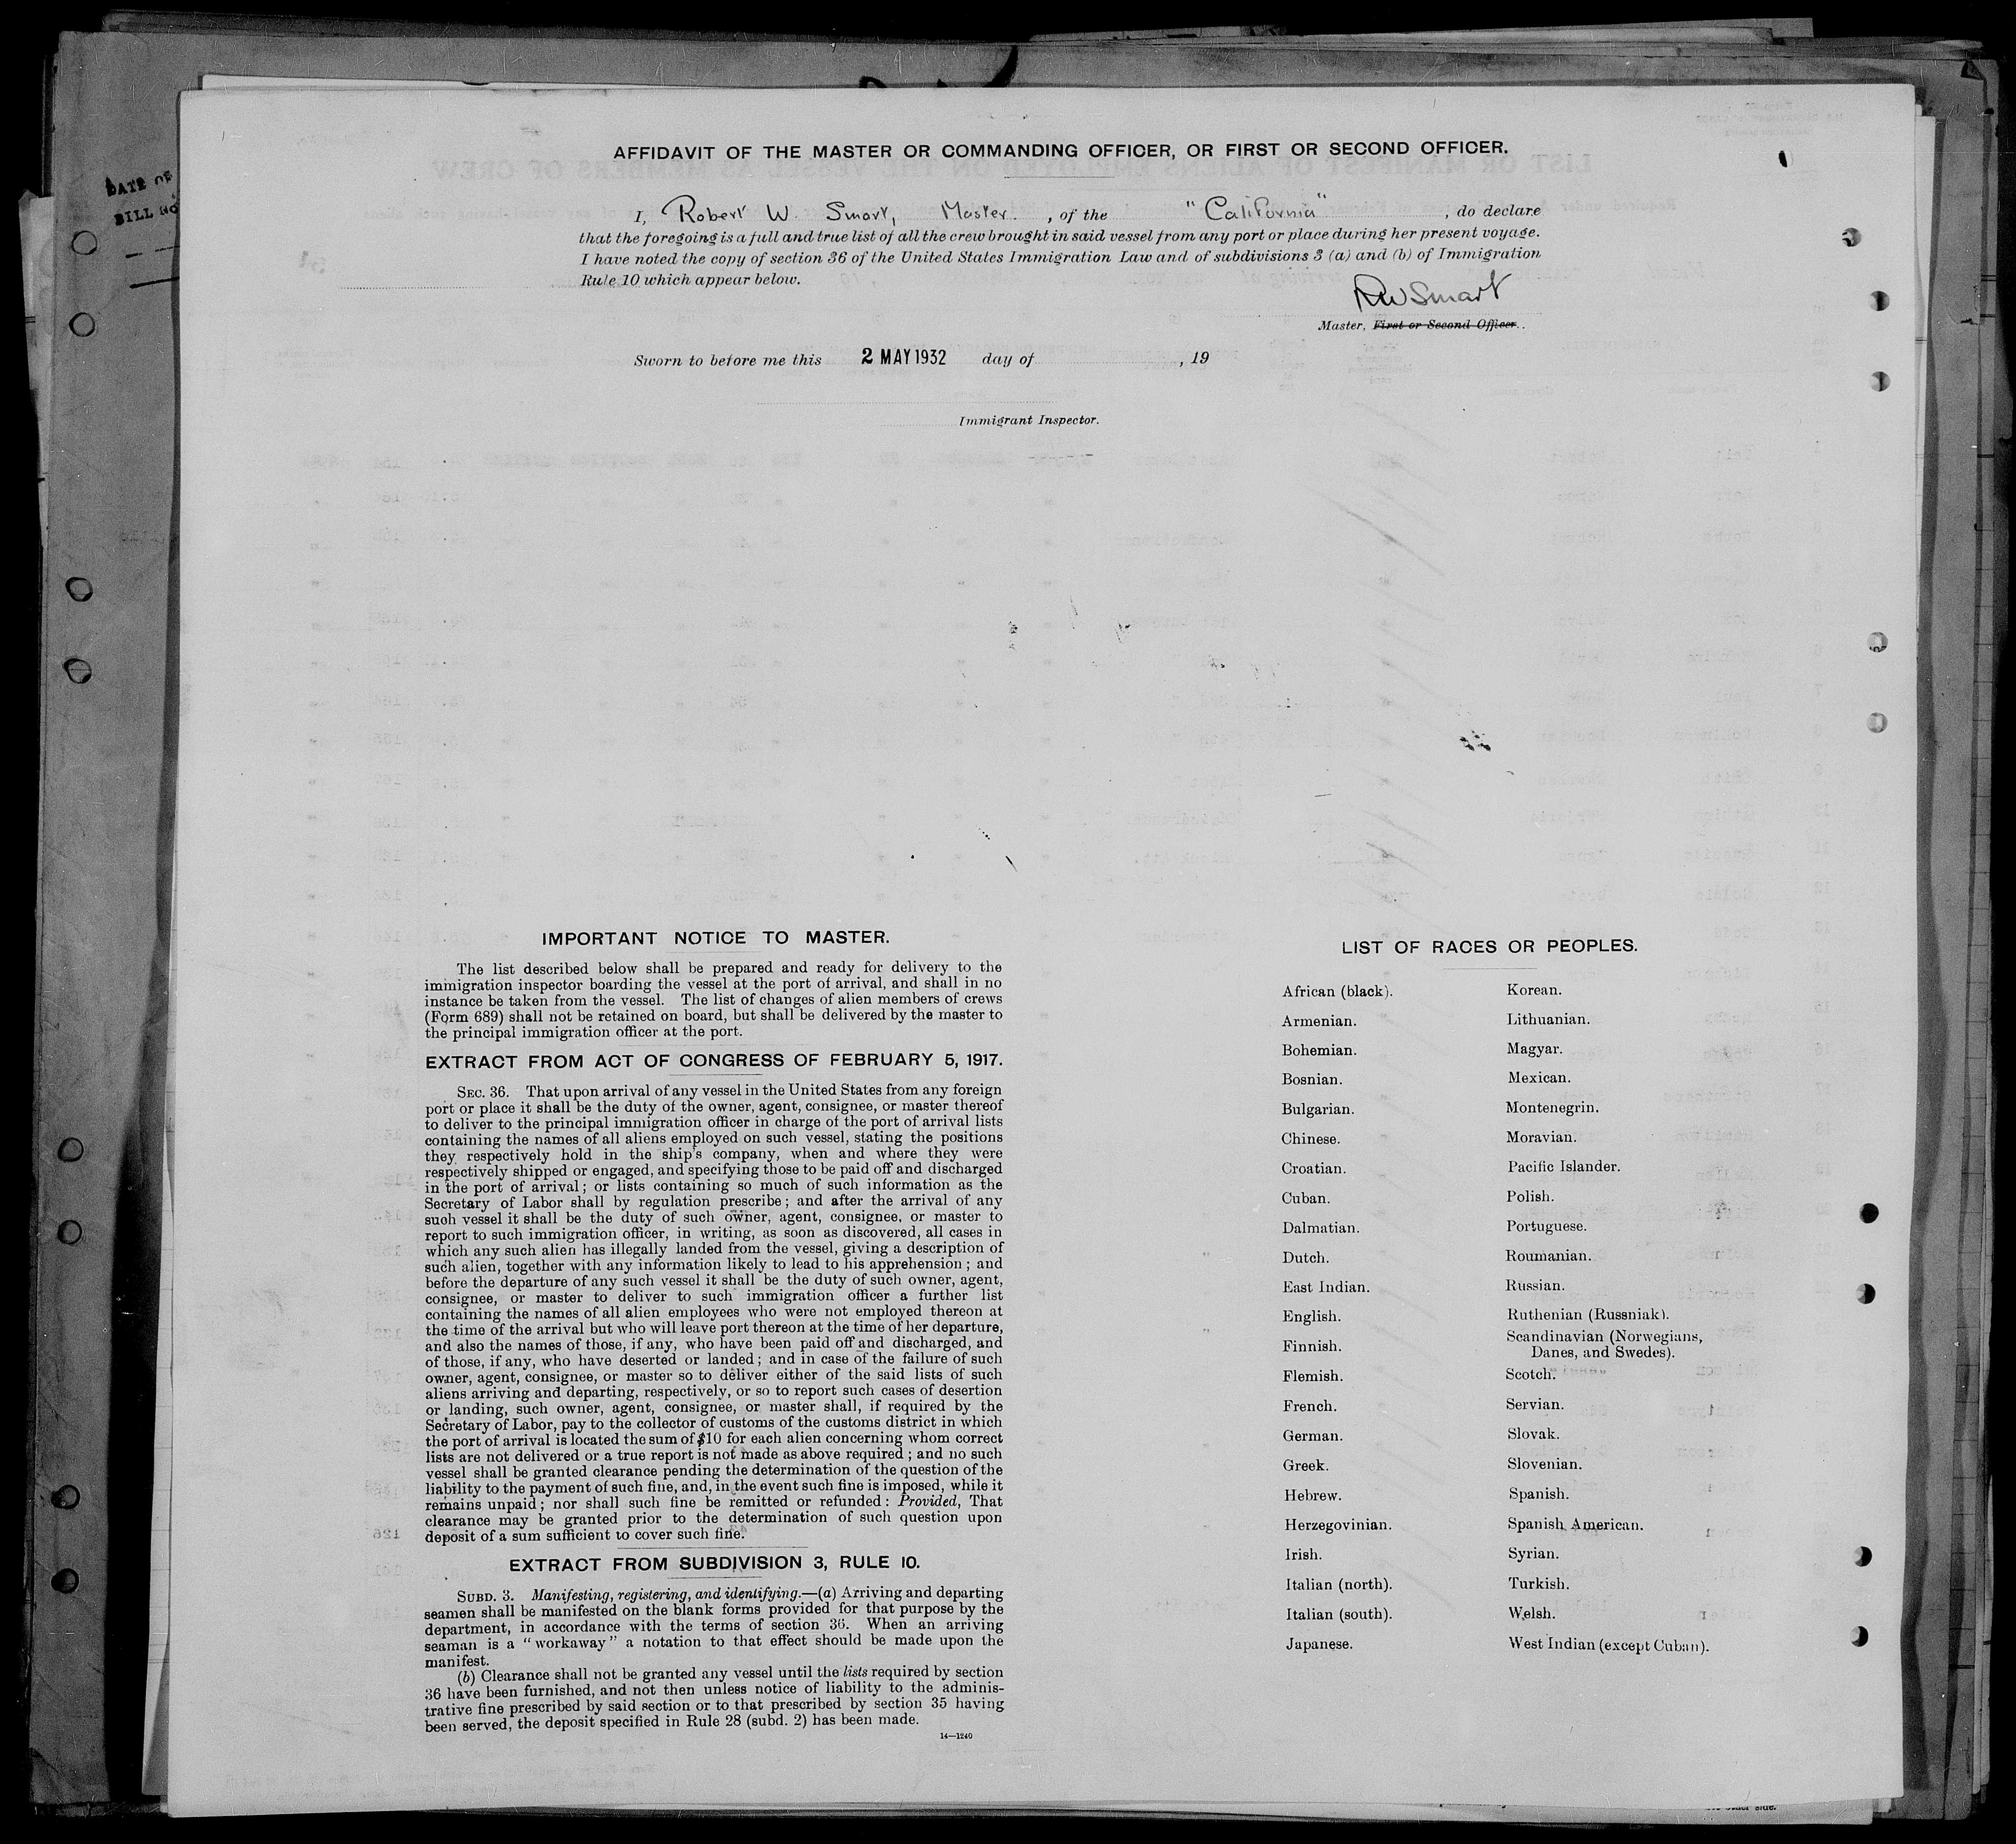 DATE OF
BILL NO
AFFIDAVIT OF THE MASTER OR COMMANDING OFFICER, OR FIRST OR SECOND OFFICER.
I, Robert W. Smart, Master. , of the "California" , do declare
that the foregoing is a full and true list of all the crew brought in said vessel from any port or place during her present voyage.
I have noted the copy of section 36 of the United States Immigration Law and of subdivisions 3 (a) and (b) of Immigration
Rule 10 which appear below.
RW Smart
Master, First or Second Officer.
Sworn to before me this 2 MAY 1932 day of , 19
Immigrant Inspector.
IMPORTANT NOTICE TO MASTER.
The list described below shall be prepared and ready for delivery to the
immigration inspector boarding the vessel at the port of arrival, and shall in no
instance be taken from the vessel. The list of changes of alien members of crews
(Form 689) shall not be retained on board, but shall be delivered by the master to
the principal immigration officer at the port.
EXTRACT FROM ACT OF CONGRESS OF FEBRUARY 5, 1917.
SEC. 36. That upon arrival of any vessel in the United States from any foreign
port or place it shall be the duty of the owner, agent, consignee, or master thereof
to deliver to the principal immigration officer in charge of the port of arrival lists
containing the names of all aliens employed on such vessel, stating the positions
they respectively hold in the ship's company, when and where they were
respectively shipped or engaged, and specifying those to be paid off and discharged
in the port of arrival; or lists containing so much of such information as the
Secretary of Labor shall by regulation prescribe; and after the arrival of any
such vessel it shall be the duty of such owner, agent, consignee, or master to
report to such immigration officer, in writing, as soon as discovered, all cases in
which any such alien has illegally landed from the vessel, giving a description of
such alien, together with any information likely to lead to his apprehension; and
before the departure of any such vessel it shall be the duty of such owner, agent,
consignee, or master to deliver to such immigration officer a further list
containing the names of all alien employees who were not employed thereon at
the time of the arrival but who will leave port thereon at the time of her departure,
and also the names of those, if any, who have been paid off and discharged, and
of those, if any, who have deserted or landed; and in case of the failure of such
owner, agent, consignee, or master so to deliver either of the said lists of such
aliens arriving and departing, respectively, or so to report such cases of desertion
or landing, such owner, agent, consignee, or master shall, if required by the
Secretary of Labor, pay to the collector of customs of the customs district in which
the port of arrival is located the sum of $10 for each alien concerning whom correct
lists are not delivered or a true report is not made as above required; and no such
vessel shall be granted clearance pending the determination of the question of the
liability to the payment of such fine, and, in the event such fine is imposed, while it
remains unpaid; nor shall such fine be remitted or refunded: Provided, That
clearance may be granted prior to the determination of such question upon
deposit of a sum sufficient to cover such fine.
EXTRACT FROM SUBDIVISION 3, RULE 10.
SUBD. 3. Manifesting, registering, and identifying.—(a) Arriving and departing
seamen shall be manifested on the blank forms provided for that purpose by the
department, in accordance with the terms of section 36. When an arriving
seaman is a "workaway" a notation to that effect should be made upon the
manifest.
(b) Clearance shall not be granted any vessel until the lists required by section
36 have been furnished, and not then unless notice of liability to the adminis-
trative fine prescribed by said section or to that prescribed by section 35 having
been served, the deposit specified in Rule 28 (subd. 2) has been made.
14—1240
LIST OF RACES OR PEOPLES.
African (black).
Armenian.
Bohemian.
Bosnian.
Bulgarian.
Chinese.
Croatian.
Cuban.
Dalmatian.
Dutch.
East Indian.
English.
Finnish.
Flemish.
French.
German.
Greek.
Hebrew.
Herzegovinian.
Irish.
Italian (north).
Italian (south).
Japanese.
Korean.
Lithuanian.
Magyar.
Mexican.
Montenegrin.
Moravian.
Pacific Islander.
Polish.
Portuguese.
Roumanian.
Russian.
Ruthenian (Russniak).
Scandinavian (Norwegians,
Danes, and Swedes).
Scotch.
Servian.
Slovak.
Slovenian.
Spanish.
Spanish American.
Syrian.
Turkish.
Welsh.
West Indian (except Cuban).